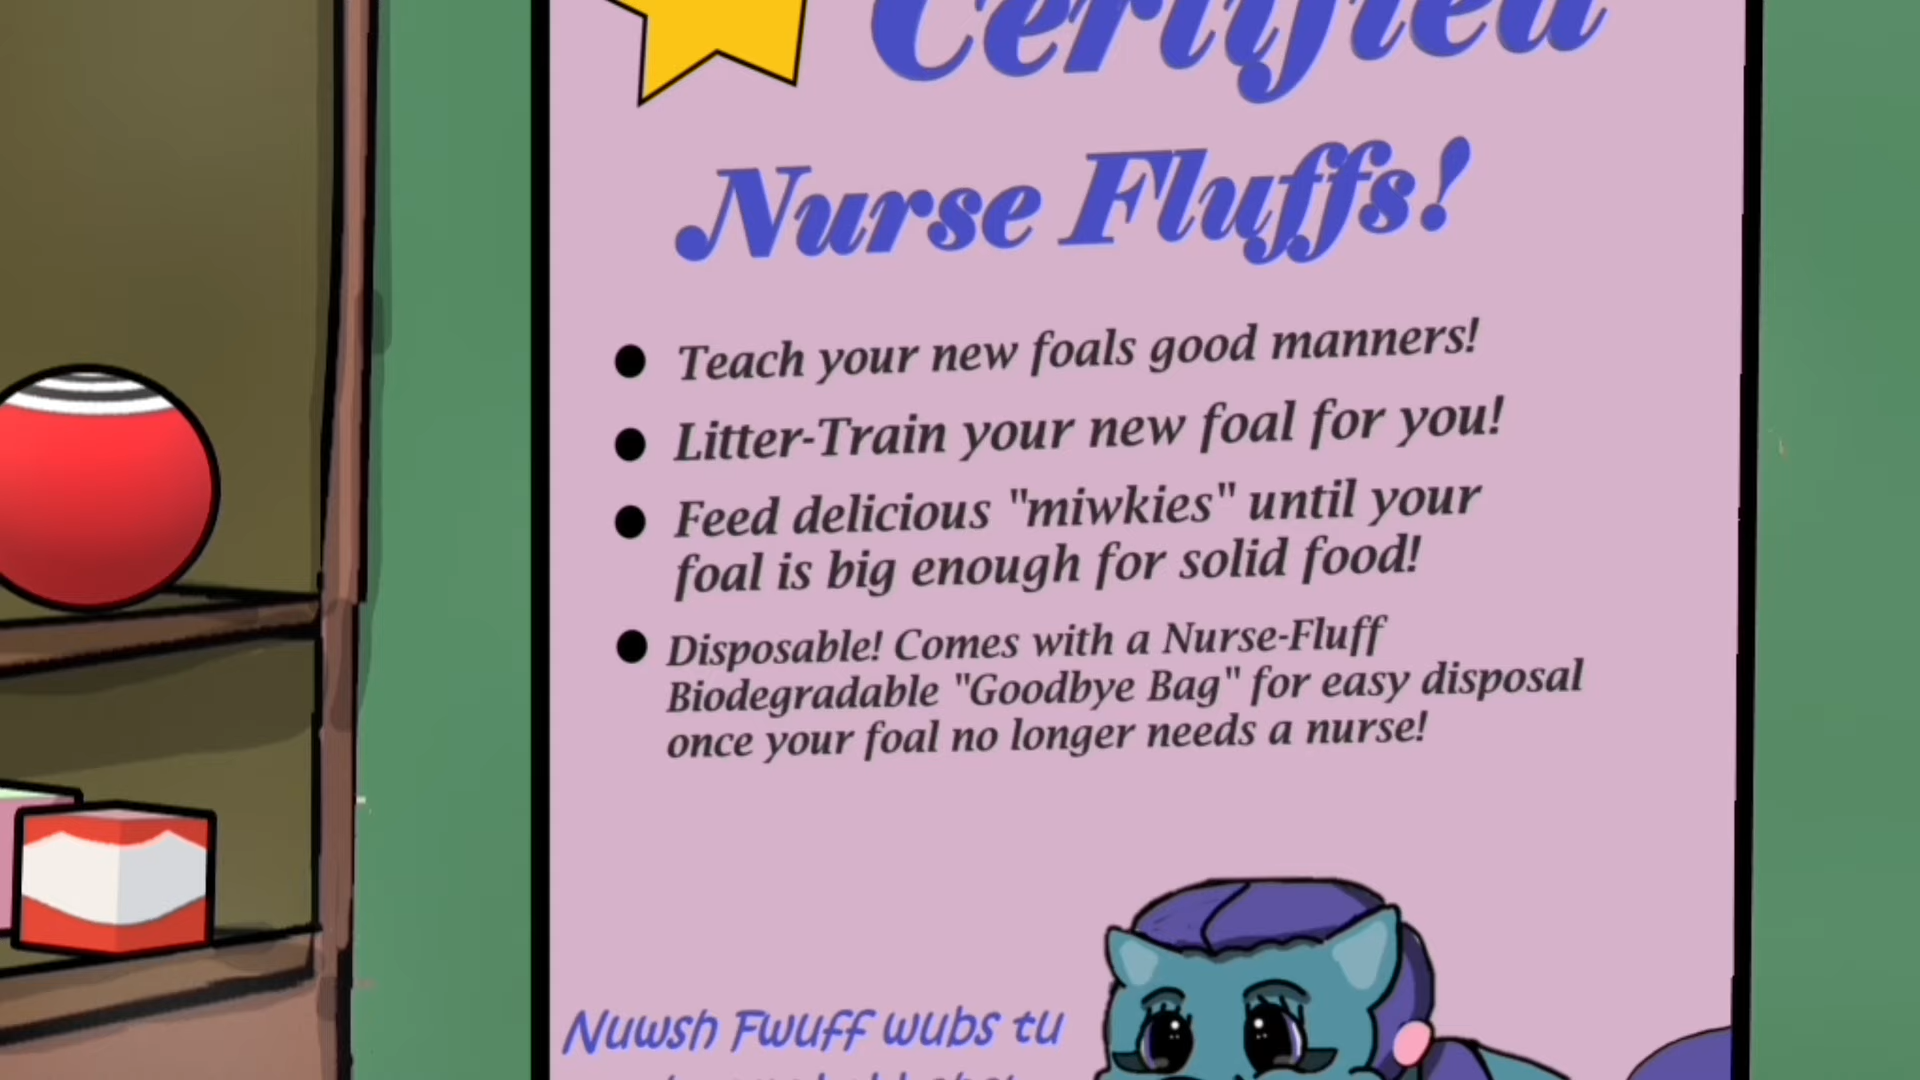 Certified
Nurse Fluffs!
Teach your new foals good manners!
Litter-Train your new foal for you!
Feed delicious "miwkies" until your
foal is big enough for solid food!
Disposable! Comes with a Nurse-Fluff
Biodegradable "Goodbye Bag" for easy disposal
once your foal no longer needs a nurse!
Nuwsh Fwuff wubs tu